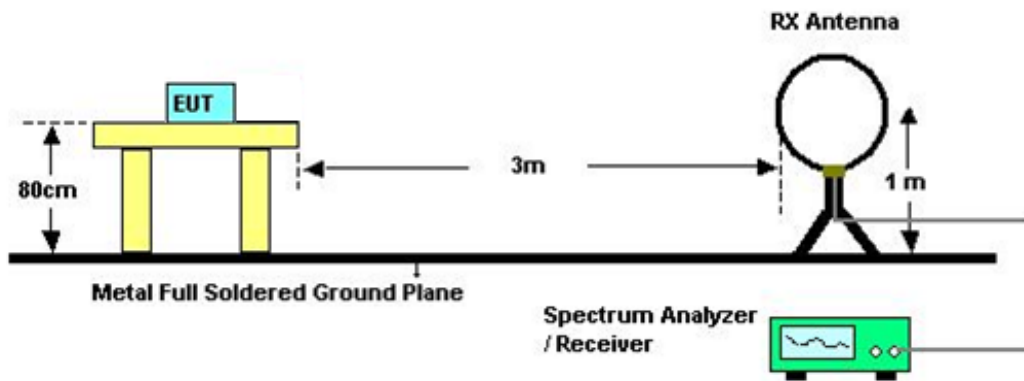 RX Antenna
EUT
80cm
3m
1 m
Metal Full Soldered Ground Plane
Spectrum Analyzer
/ Receiver